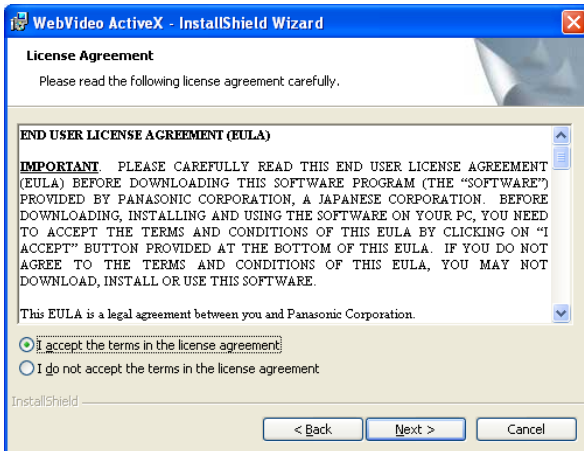 WebVideo ActiveX - InstallShield Wizard
License Agreement
Please read the following license agreement carefully.
END USER LICENSE AGREEMENT (EULA)
IMPORTANT. PLEASE CAREFULLY READ THIS END USER LICENSE AGREEMENT
(EULA) BEFORE DOWNLOADING THIS SOFTWARE PROGRAM (THE “SOFTWARE”)
PROVIDED BY PANASONIC CORPORATION, A JAPANESE CORPORATION. BEFORE
DOWNLOADING, INSTALLING AND USING THE SOFTWARE ON YOUR PC, YOU NEED
TO ACCEPT THE TERMS AND CONDITIONS OF THIS EULA BY CLICKING ON “I
ACCEPT” BUTTON PROVIDED AT THE BOTTOM OF THIS EULA. IF YOU DO NOT
AGREE TO THE TERMS AND CONDITIONS OF THIS EULA, YOU MAY NOT
DOWNLOAD, INSTALL OR USE THIS SOFTWARE.
This EULA is a legal agreement between you and Panasonic Corporation.
I accept the terms in the license agreement
I do not accept the terms in the license agreement
InstallShield
< Back Next > Cancel